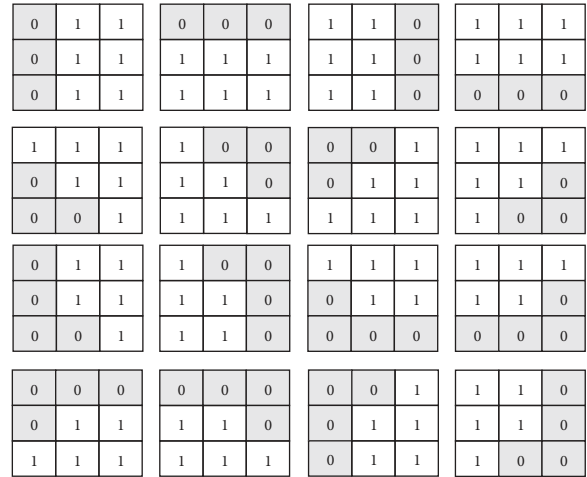 0 1 1 0 0 0 1 1 0 1 1 1
0 1 1 1 1 1 1 1 0 1 1 1
0 1 1 1 1 1 1 1 0 0 0 0
1 1 1 1 0 0 0 0 1 1 1 1
0 1 1 1 1 0 0 1 1 1 1 0
0 0 1 1 1 1 1 1 1 1 0 0
0 1 1 1 0 0 1 1 1 1 1 1
0 1 1 1 1 0 0 1 1 1 1 0
0 0 1 1 1 0 0 0 0 0 0 0
0 0 0 0 0 0 0 0 1 1 1 0
0 1 1 1 1 0 0 1 1 1 1 0
1 1 1 1 1 1 0 1 1 1 0 0